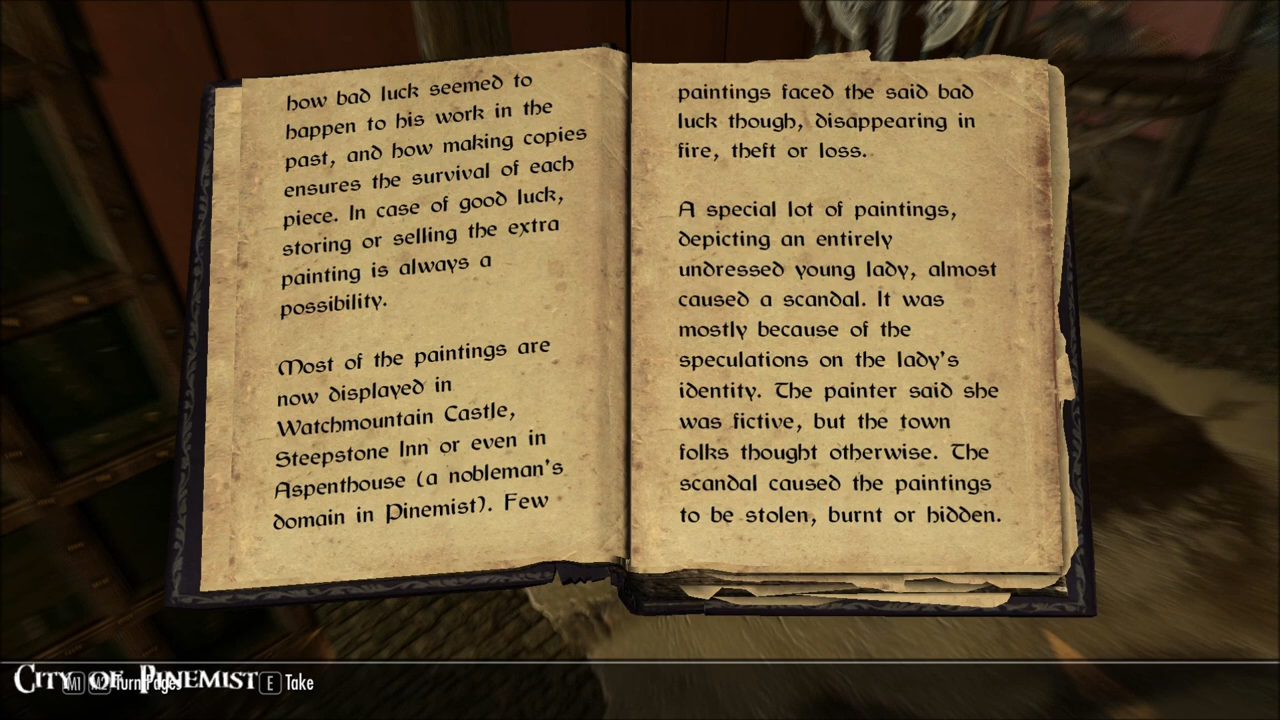 how bad luck seemed to
happen to his work in the
past, and how making copies
ensures the survival of each
piece. In case of good luck,
storing or selling the extra
painting is always a
possibility.
Most of the paintings are
now displayed in
Watchmountain Castle,
Steepstone Inn or even in
Aspenthouse (a nobleman's
domain in Pinemist). Few
paintings faced the said bad
luck though, disappearing in
fire, theft or loss.
A special lot of paintings,
depicting an entirely
undressed young lady, almost
caused a scandal. It was
mostly because of the
speculations on the lady's
identity. The painter said she
was fictive, but the town
folks thought otherwise. The
scandal caused the paintings
to be stolen, burnt or hidden.
City of Pinemist
M1 M2 Turn Pages E Take